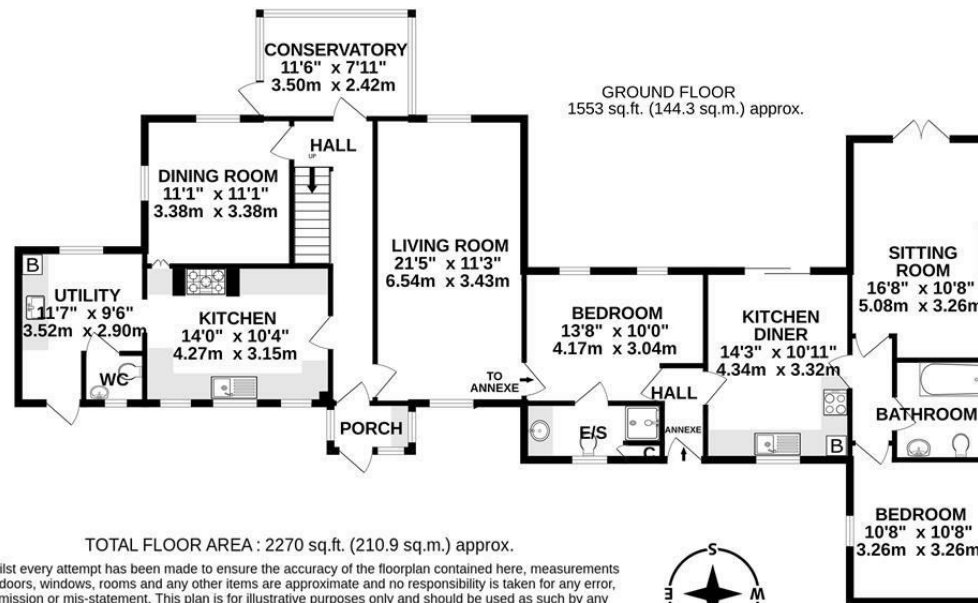 CONSERVATORY
11'6" x 7'11"
3.50m x 2.42m
GROUND FLOOR
1553 sq.ft. (144.3 sq.m.) approx.
HALL
UP
DINING ROOM
11'1" x 11'1"
3.38m x 3.38m
LIVING ROOM
21'5" x 11'3"
6.54m x 3.43m
SITTING
ROOM
16'8" x 10'8"
5.08m x 3.26m
B
UTILITY
11'7" x 9'6"
3.52m x 2.90m
KITCHEN
14'0" x 10'4"
4.27m x 3.15m
BEDROOM
13'8" x 10'0"
4.17m x 3.04m
KITCHEN
DINER
14'3" x 10'11"
4.34m x 3.32m
WC
TO
ANNEXE
HALL
PORCH
E/S
C
ANNEXE
B
BATHROOM
BEDROOM
10'8" x 10'8"
3.26m x 3.26m
TOTAL FLOOR AREA : 2270 sq.ft. (210.9 sq.m.) approx.
ilst every attempt has been made to ensure the accuracy of the floorplan contained here, measurements
doors, windows, rooms and any other items are approximate and no responsibility is taken for any error,
mission or mis-statement. This plan is for illustrative purposes only and should be used as such by any
S
E
W